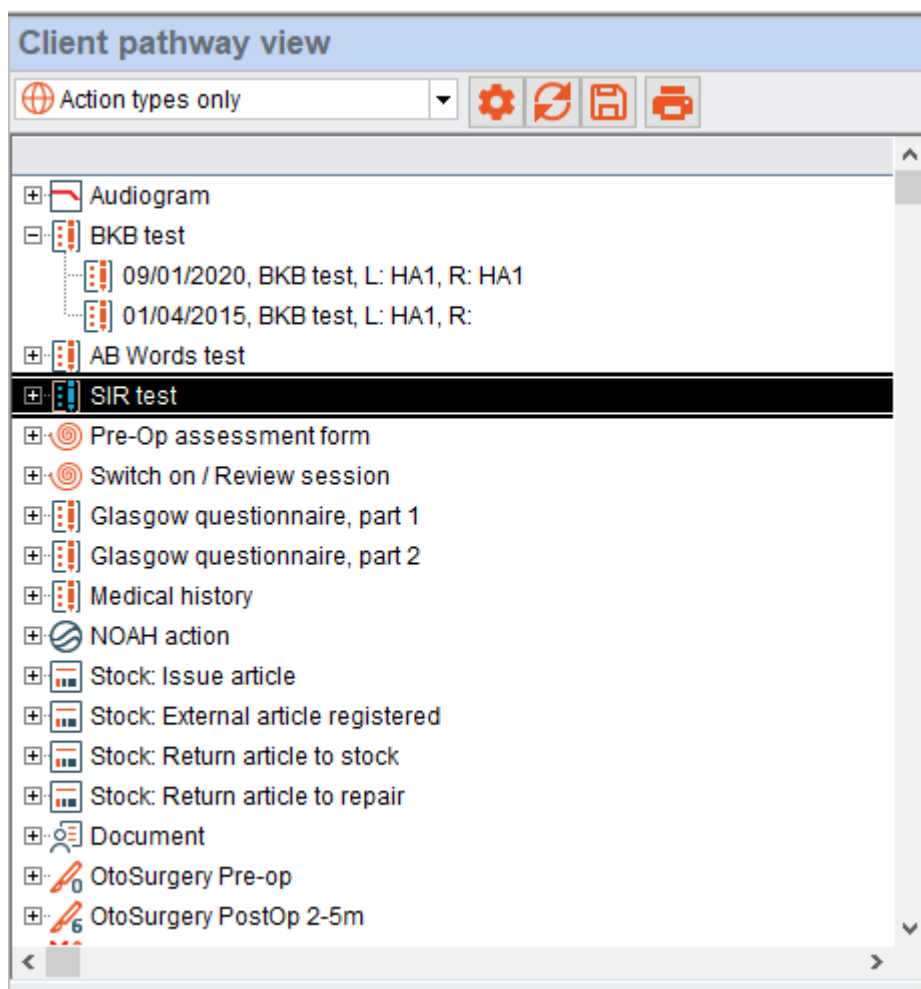 Client pathway view
Action types only
Audiogram
BKB test
09/01/2020, BKB test, L: HA1, R: HA1
01/04/2015, BKB test, L: HA1, R:
AB Words test
SIR test
Pre-Op assessment form
Switch on / Review session
Glasgow questionnaire, part 1
Glasgow questionnaire, part 2
Medical history
NOAH action
Stock: Issue article
Stock: External article registered
Stock: Return article to stock
Stock: Return article to repair
Document
0 OtoSurgery Pre-op
6 OtoSurgery PostOp 2-5m